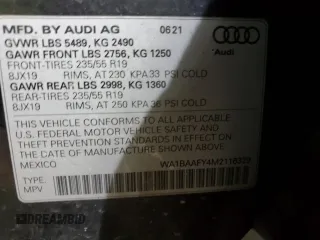 MFD. BY AUDI AG 06 21
GVWR LBS 5489, KG 2490
Audi
GAWR FRONT LBS 2756, KG 1250
FRONT-TIRES 235/55 R19
8JX19 RIMS, AT 230 KPA 33 PSI COLD
GAWR REAR LBS 2998, KG 1360
REAR-TIRES 235/55 R19
8JX19 RIMS, AT 250 KPA 36 PSI COLD
THIS VEHICLE CONFORMS TO ALL APPLICABLE
U.S. FEDERAL MOTOR VEHICLE SAFETY AND
THEFT PREVENTION STANDARDS IN EFFECT ON
THE DATE OF MANUFACTURE SHOWN ABOVE.
MEXICO
TYPE
MPV
AUTOBIDMASTER